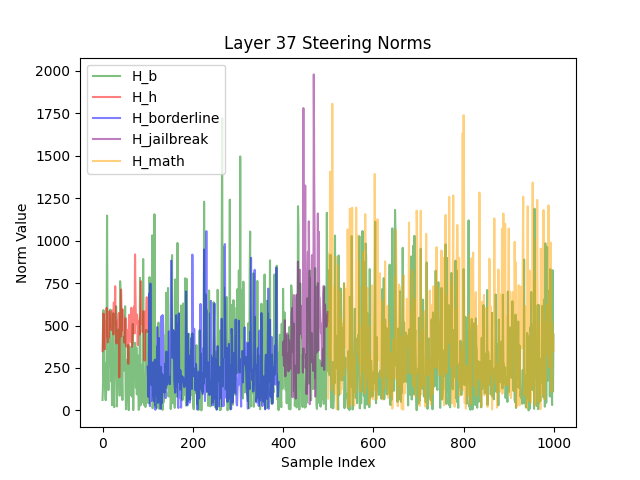 Layer 37 Steering Norms
H_b
H_h
H_borderline
H_jailbreak
H_math
Norm Value
2000
1750
1500
1250
1000
750
500
250
0
0 200 400 600 800 1000
Sample Index